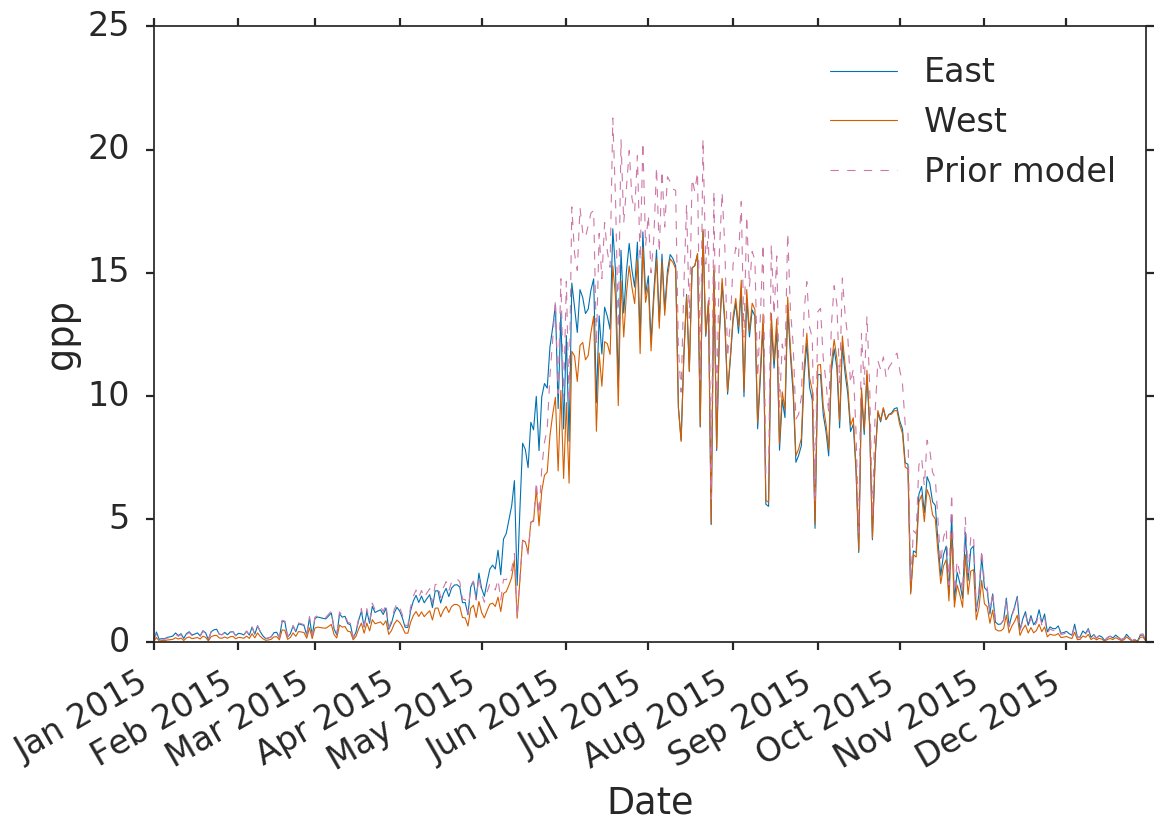 25
20
15
10
5
0
gpp
East
West
Prior model
Jan 2015
Feb 2015
Mar 2015
Apr 2015
May 2015
Jun 2015
Jul 2015
Aug 2015
Sep 2015
Oct 2015
Nov 2015
Dec 2015
Date